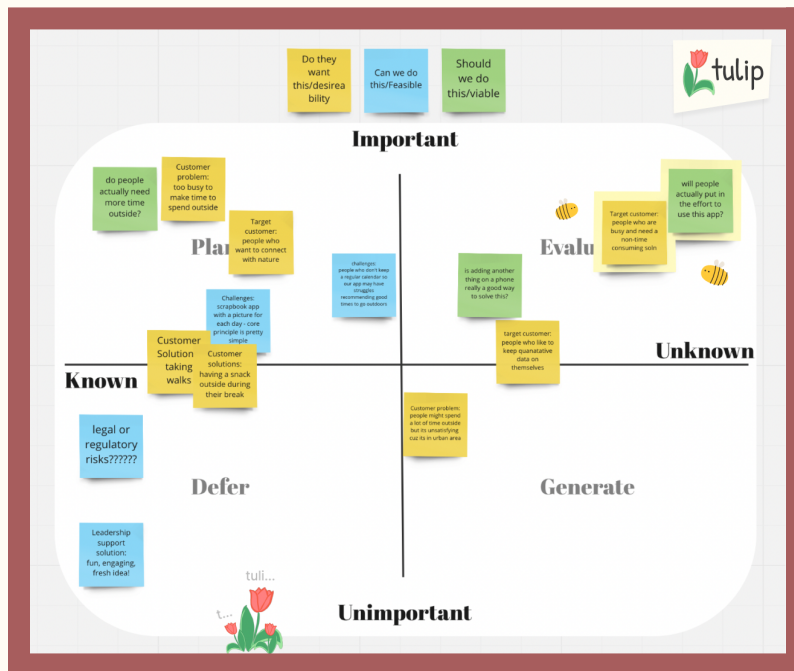 Do they
want
this/desirea
bility
Can we do
this/Feasible
Should
we do
this/viable
tulip
Important
do people
actually need
more time
outside?
Customer
problem:
too busy to
make time to
spend outside
Target
customer:
people who
want to connect
with nature
Plan
challenges:
people who don't keep
a regular calendar so
our app may have
struggles
recommending good
times to go outdoors
Challenges:
scrapbook app
with a picture for
each day - core
principle is pretty
simple
Customer
Solution
taking
walks
Customer
solutions:
having a snack
outside during
their break
Evalu
Target customer:
people who are
busy and need a
non-time
consuming soln
will people
actually put in
the effort to
use this app?
is adding another
thing on a phone
really a good way
to solve this?
target customer:
people who like to
keep quanatative
data on
themselves
Unknown
Known
legal or
regulatory
risks??????
Customer problem:
people might spend
a lot of time outside
but its unsatisfying
cuz its in urban area
Defer
Generate
Leadership
support
solution:
fun, engaging,
fresh idea!
tuli...
t...
Unimportant